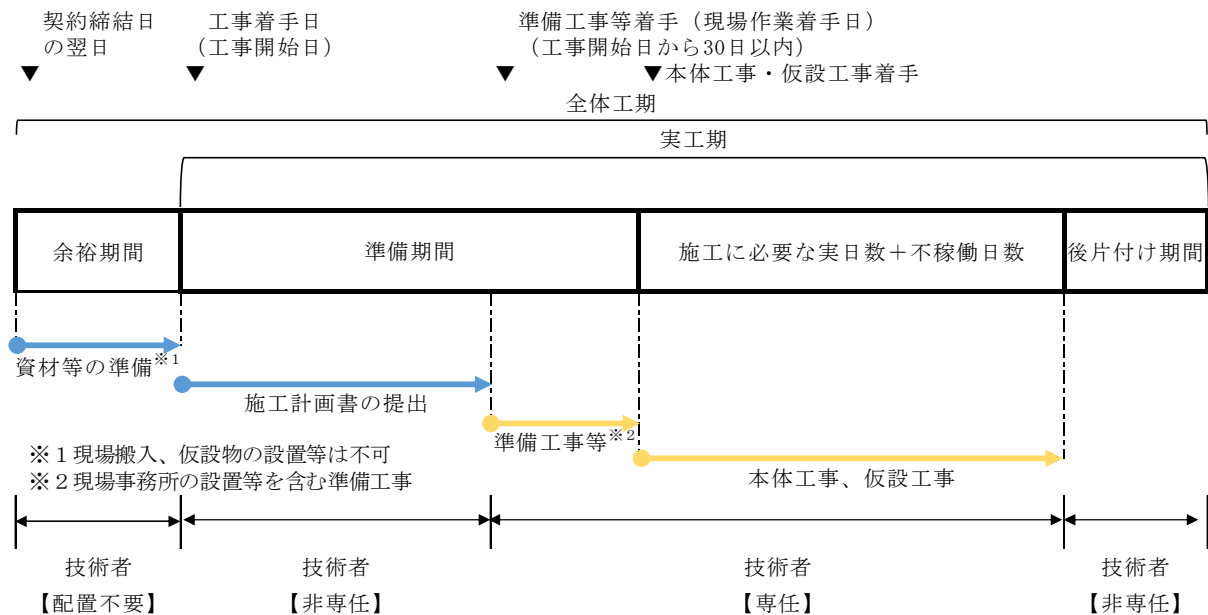 契約締結日
の翌日
工事着手日
(工事開始日)
準備工事等着手(現場作業着手日)
(工事開始日から30日以内)
▼
▼
▼
▼本体工事・仮設工事着手
全体工期
実工期
余裕期間
準備期間
施工に必要な実日数+不稼働日数
後片付け期間
資材等の準備※1
施工計画書の提出
準備工事等※2
本体工事、仮設工事
※1現場搬入、仮設物の設置等は不可
※2現場事務所の設置等を含む準備工事
技術者
【配置不要】
技術者
【非専任】
技術者
【専任】
技術者
【非専任】